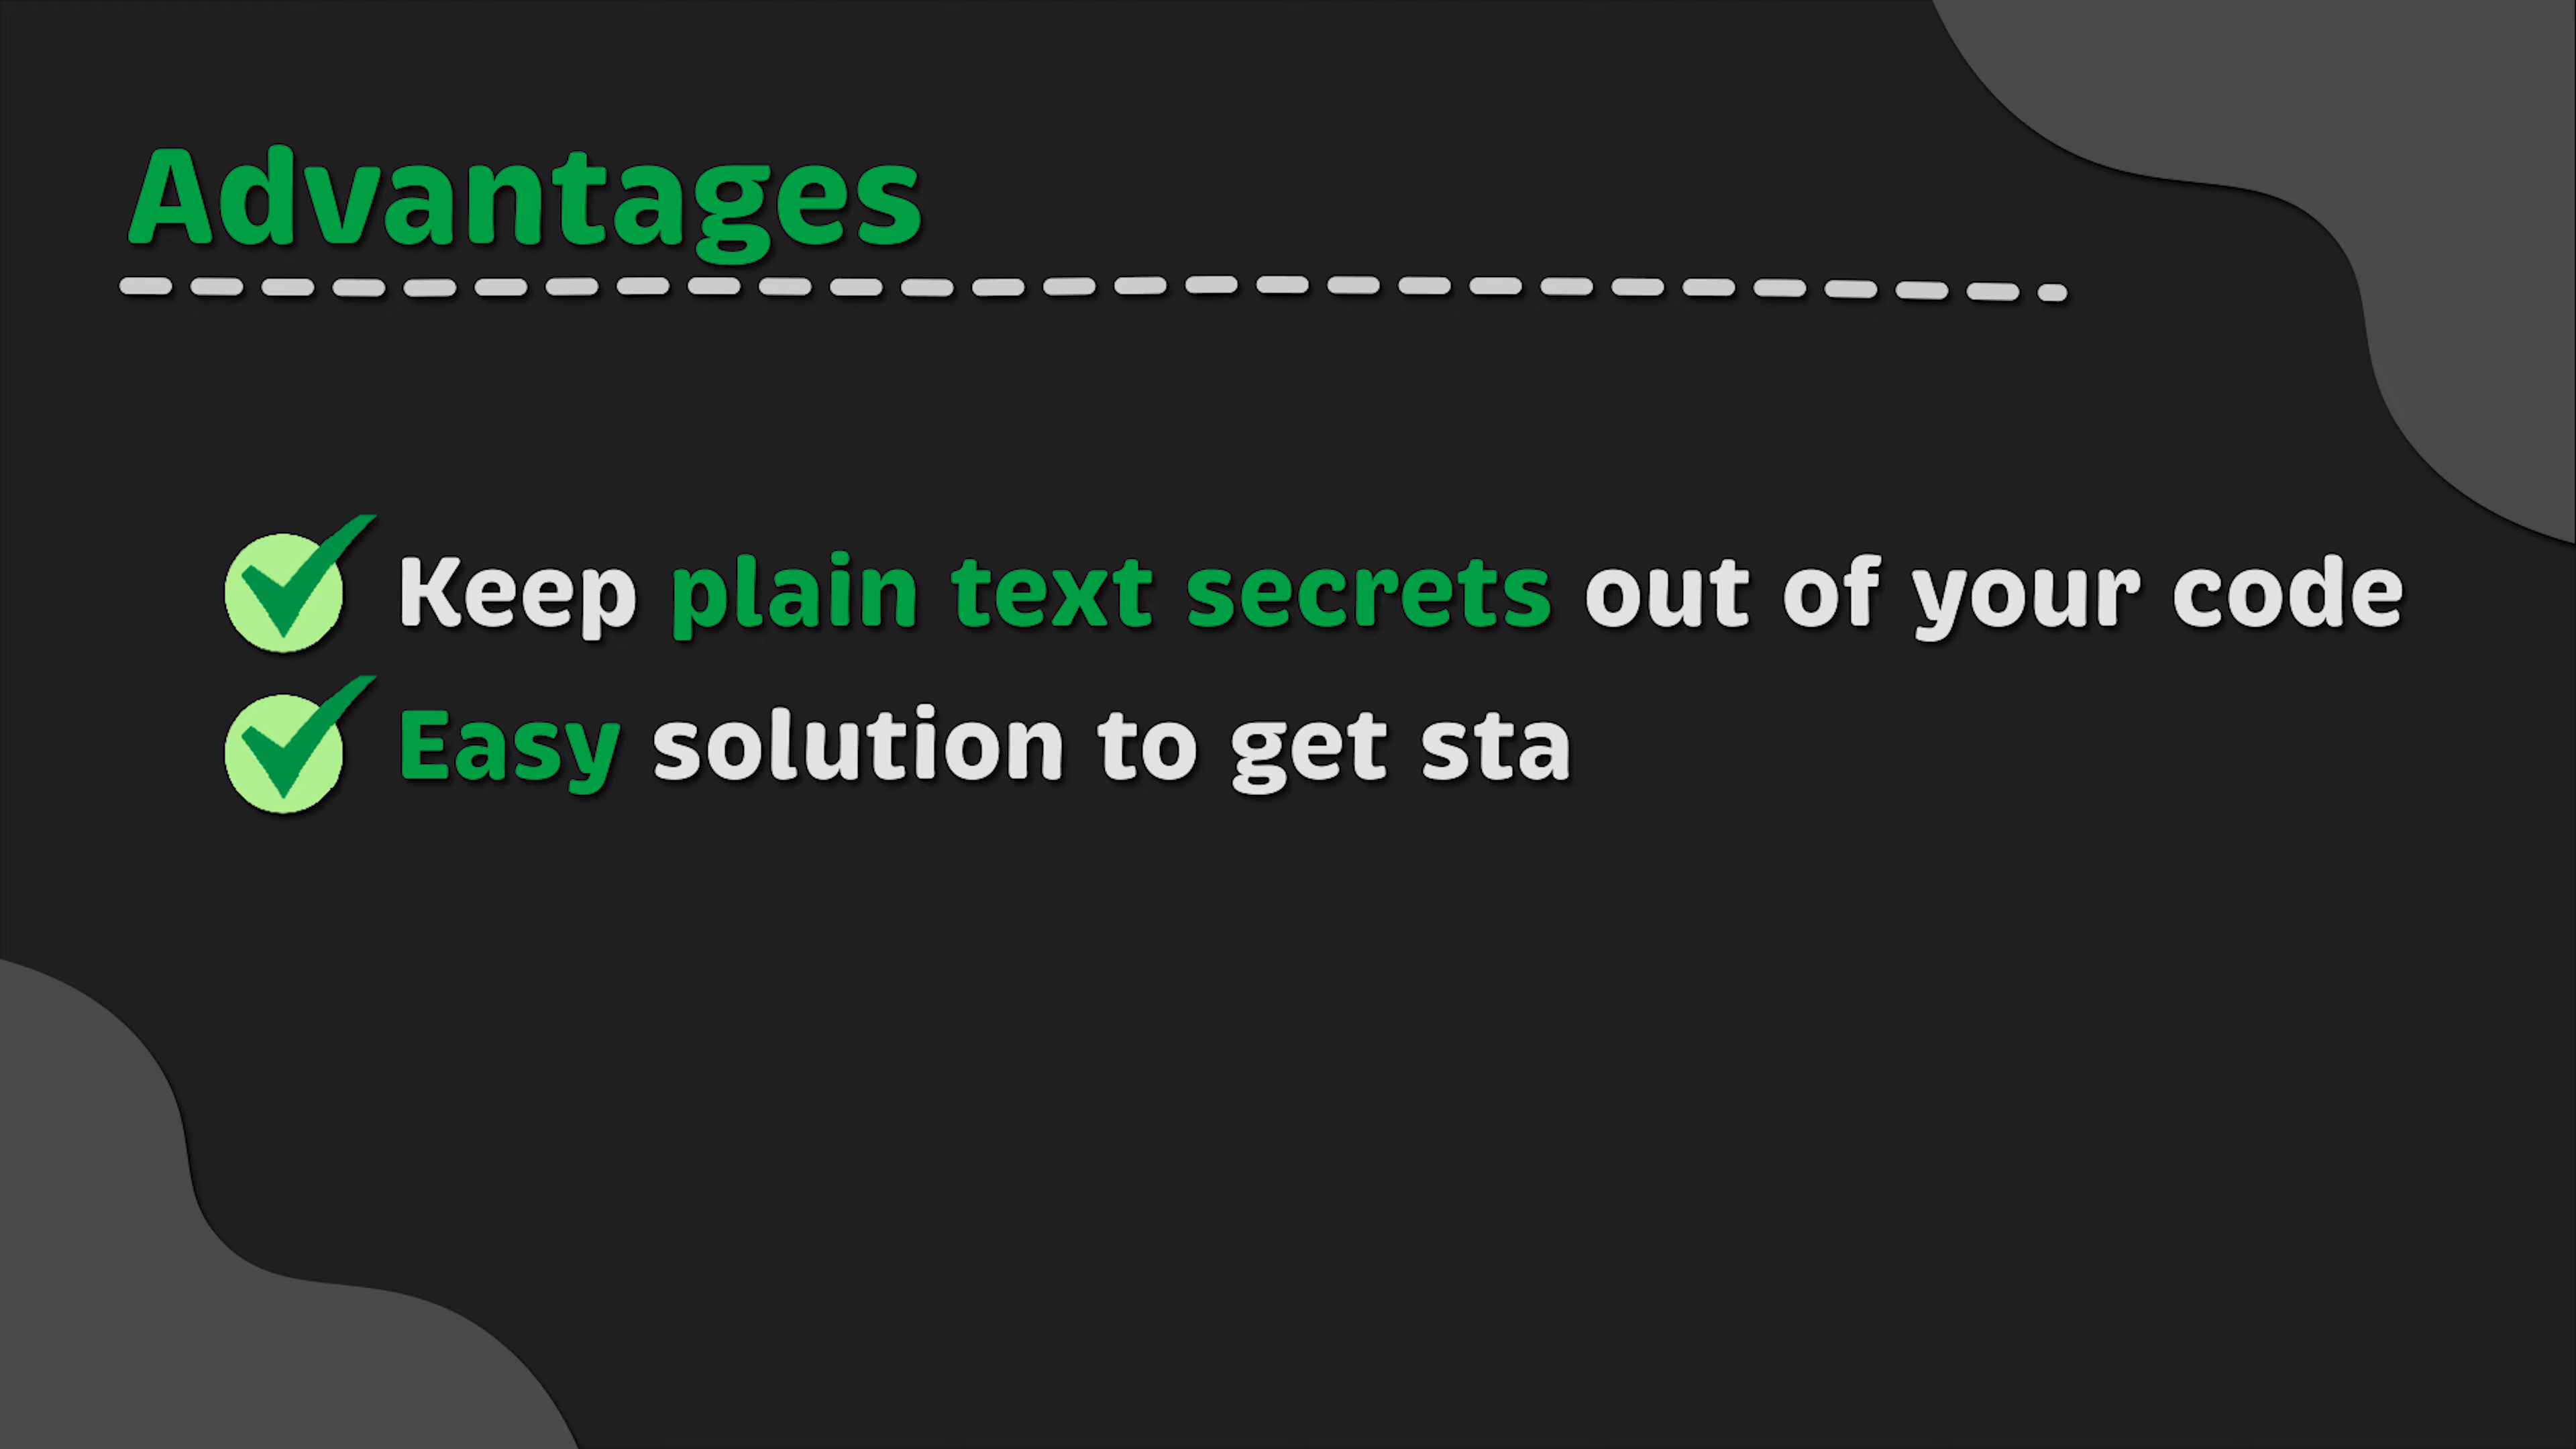 Advantages
Keep plain text secrets out of your code
Easy solution to get sta